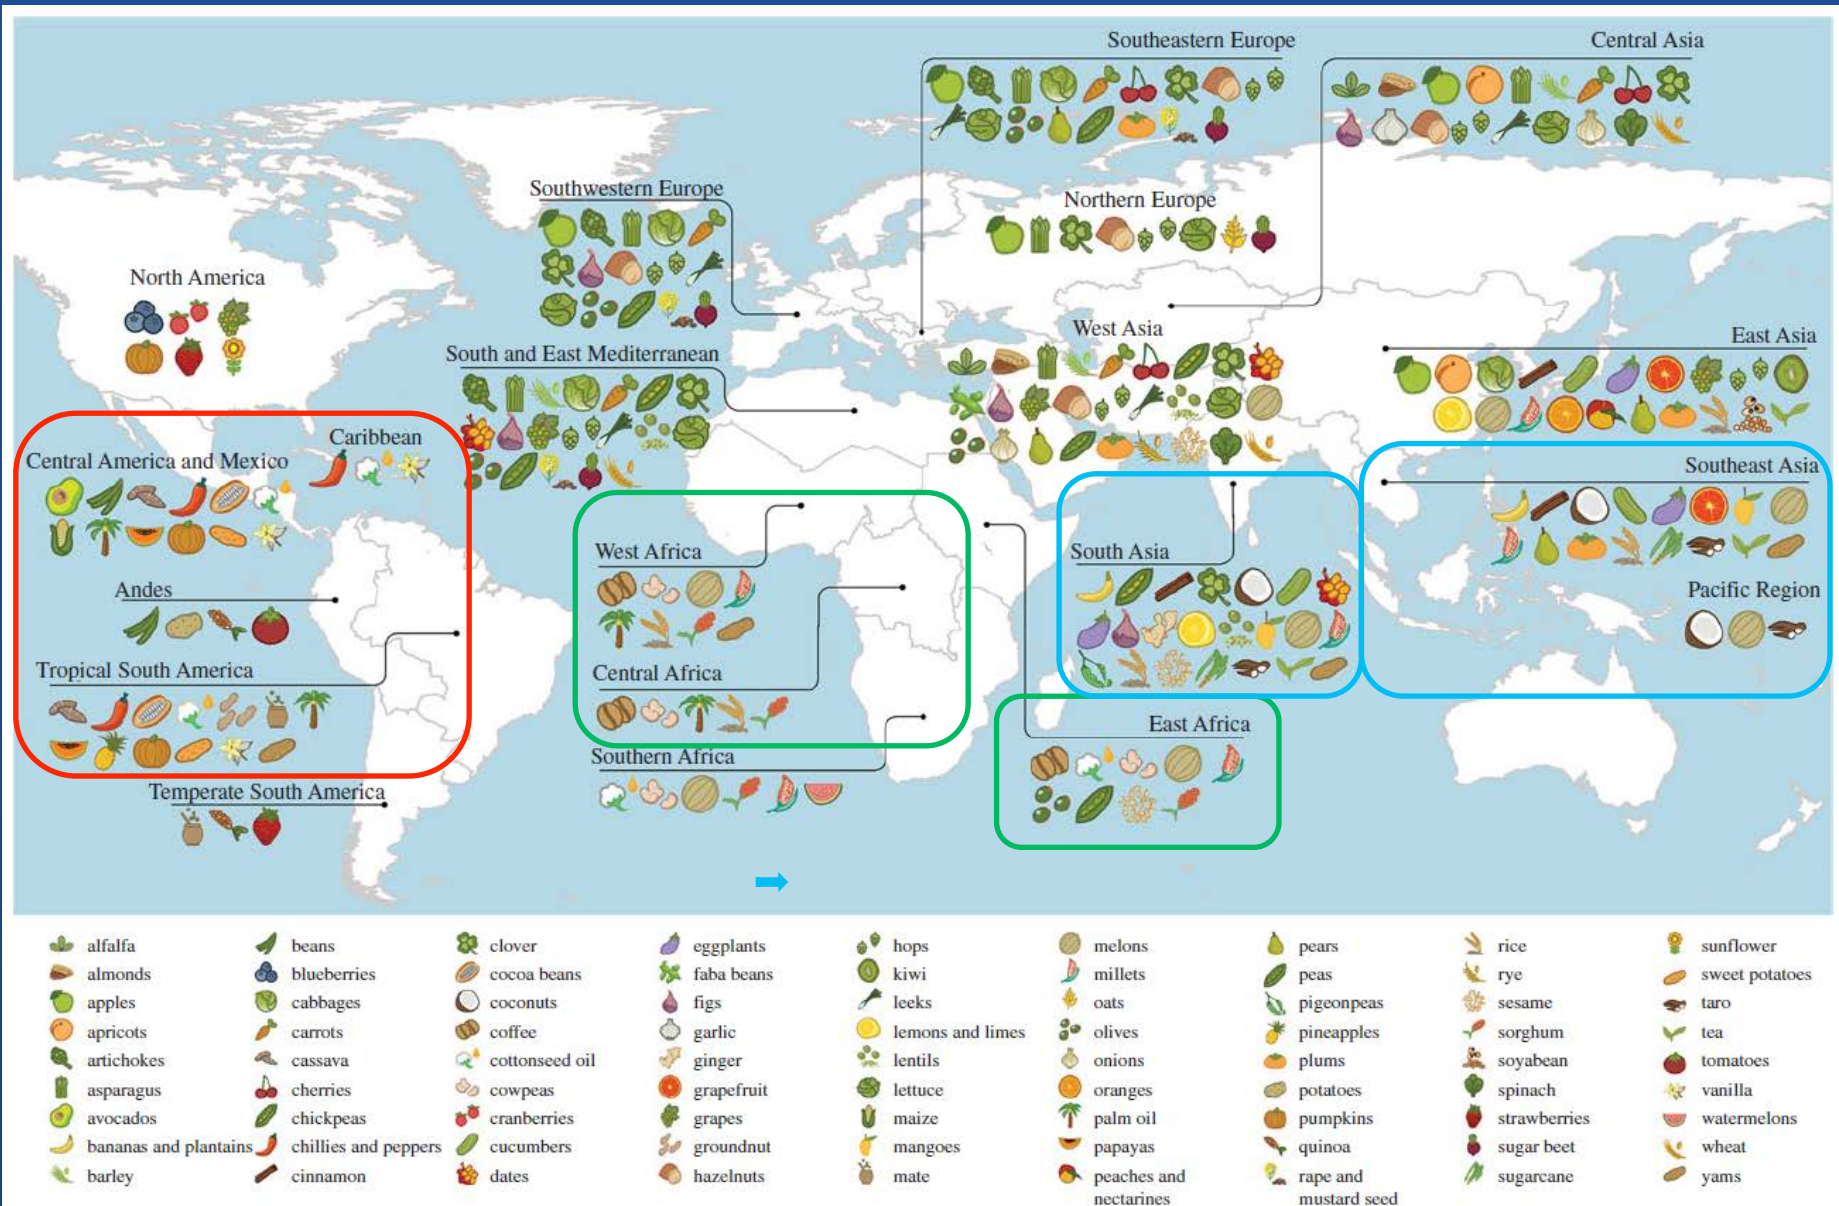 Southeastern Europe
Central Asia
Southwestern Europe
Northern Europe
North America
West Asia
East Asia
South and East Mediterranean
Caribbean
Central America and Mexico
Southeast Asia
West Africa
South Asia
Andes
Pacific Region
Tropical South America
Central Africa
East Africa
Southern Africa
Temperate South America
alfalfa
almonds
apples
apricots
artichokes
asparagus
avocados
bananas and plantains
barley
beans
blueberries
cabbages
carrots
cassava
cherries
chickpeas
chillies and peppers
cinnamon
clover
cocoa beans
coconuts
coffee
cottonseed oil
cowpeas
cranberries
cucumbers
dates
eggplants
faba beans
figs
garlic
ginger
grapefruit
grapes
groundnut
hazelnuts
hops
kiwi
leeks
lemons and limes
lentils
lettuce
maize
mangoes
mate
melons
millets
oats
olives
onions
oranges
palm oil
papayas
peaches and
nectarines
pears
peas
pigeonpeas
pineapples
plums
potatoes
pumpkins
quinoa
rape and
mustard seed
rice
rye
sesame
sorghum
soyabean
spinach
strawberries
sugar beet
sugarcane
sunflower
sweet potatoes
taro
tea
tomatoes
vanilla
watermelons
wheat
yams